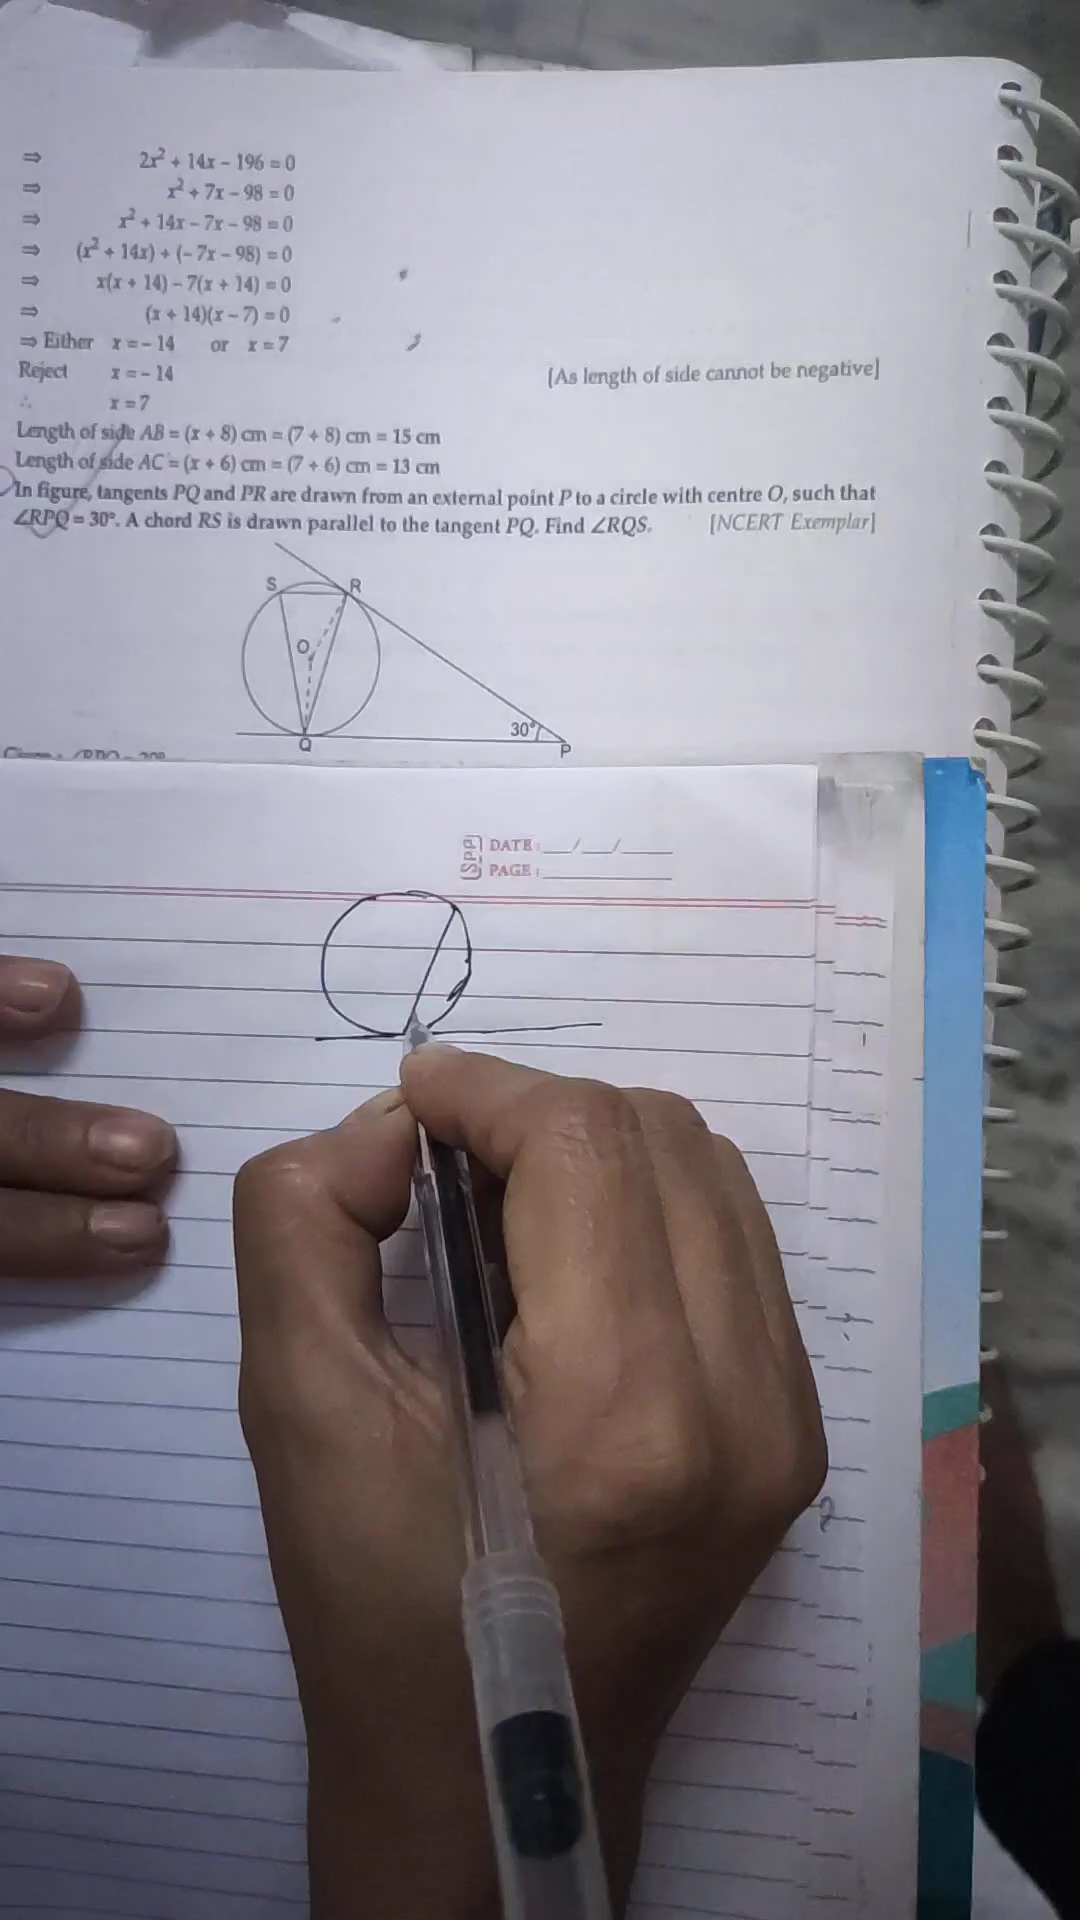 ⇒ 2x² + 14x – 196 = 0
⇒ x² + 7x – 98 = 0
⇒ x² + 14x – 7x – 98 = 0
⇒ (x² + 14x) + (– 7x – 98) = 0
⇒ x(x + 14) – 7(x + 14) = 0
⇒ (x + 14)(x – 7) = 0
⇒ Either x = – 14 or x = 7
Reject x = – 14 [As length of side cannot be negative]
∴ x = 7
Length of side AB = (x + 8) cm = (7 + 8) cm = 15 cm
Length of side AC = (x + 6) cm = (7 + 6) cm = 13 cm
In figure, tangents PQ and PR are drawn from an external point P to a circle with centre O, such that
∠RPQ = 30°. A chord RS is drawn parallel to the tangent PQ. Find ∠RQS. [NCERT Exemplar]
S R
O
30°
Q P
SPP DATE : __/__/____
PAGE : ________